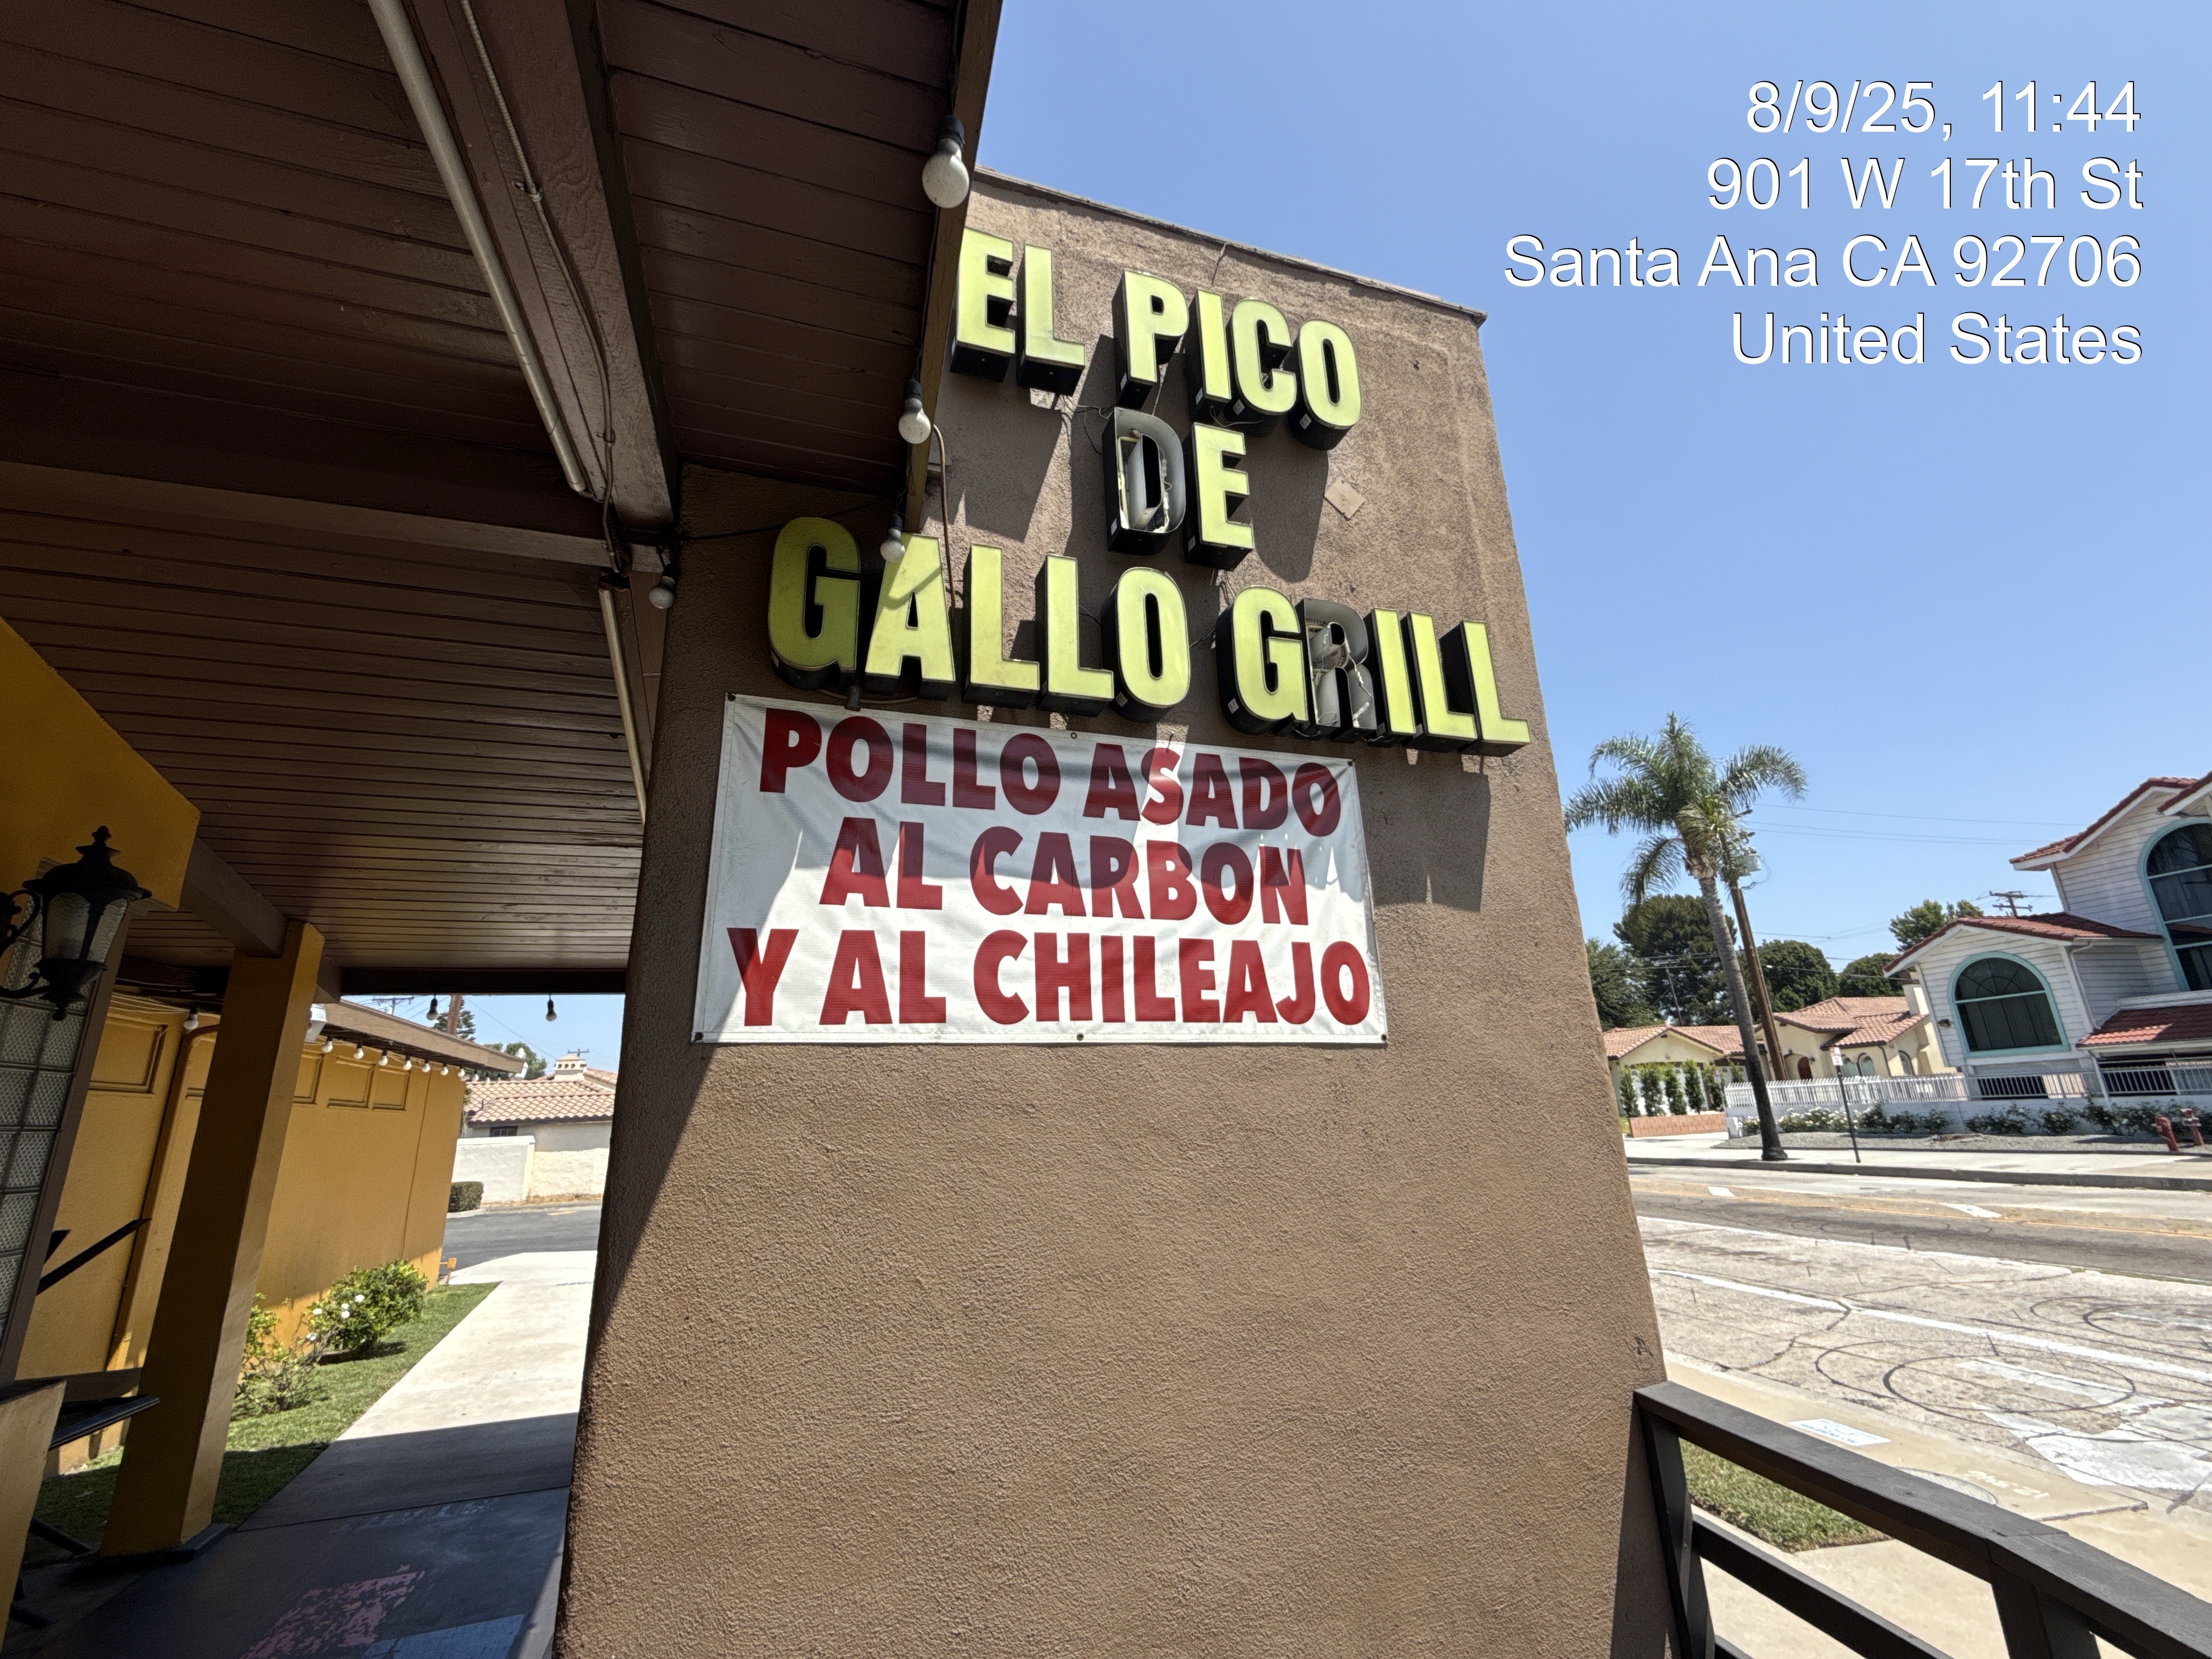 8/9/25, 11:44
901 W 17th St
Santa Ana CA 92706
United States
EL PICO
DE
GALLO GRILL
POLLO ASADO
AL CARBON
Y AL CHILEAJO